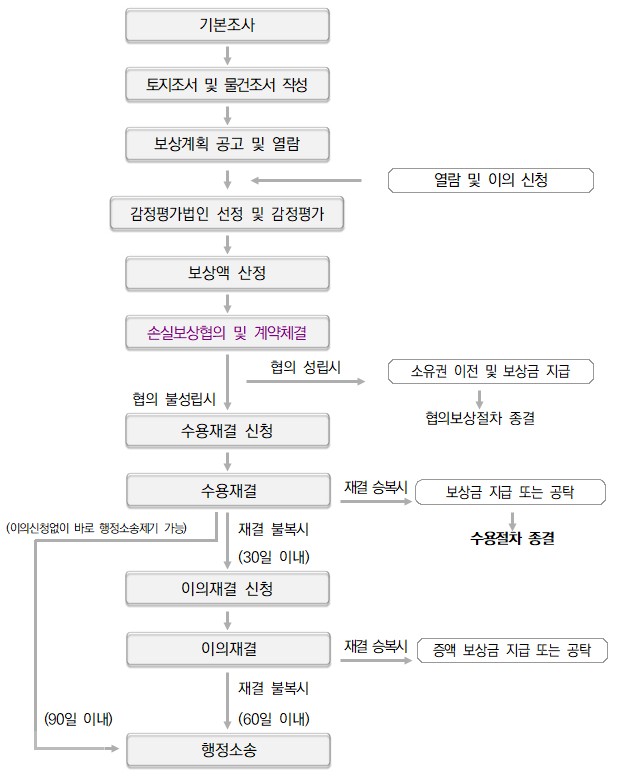 기본조사
토지조서 및 물건조서 작성
보상계획 공고 및 열람
열람 및 이의 신청
감정평가법인 선정 및 감정평가
보상액 산정
손실보상협의 및 계약체결
협의 성립시
소유권 이전 및 보상금 지급
협의 불성립시
협의보상절차 종결
수용재결 신청
수용재결
재결 승복시
보상금 지급 또는 공탁
(이의신청없이 바로 행정소송제기 가능)
재결 불복시
(30일 이내)
수용절차 종결
이의재결 신청
이의재결
재결 승복시
증액 보상금 지급 또는 공탁
재결 불복시
(90일 이내)
(60일 이내)
행정소송